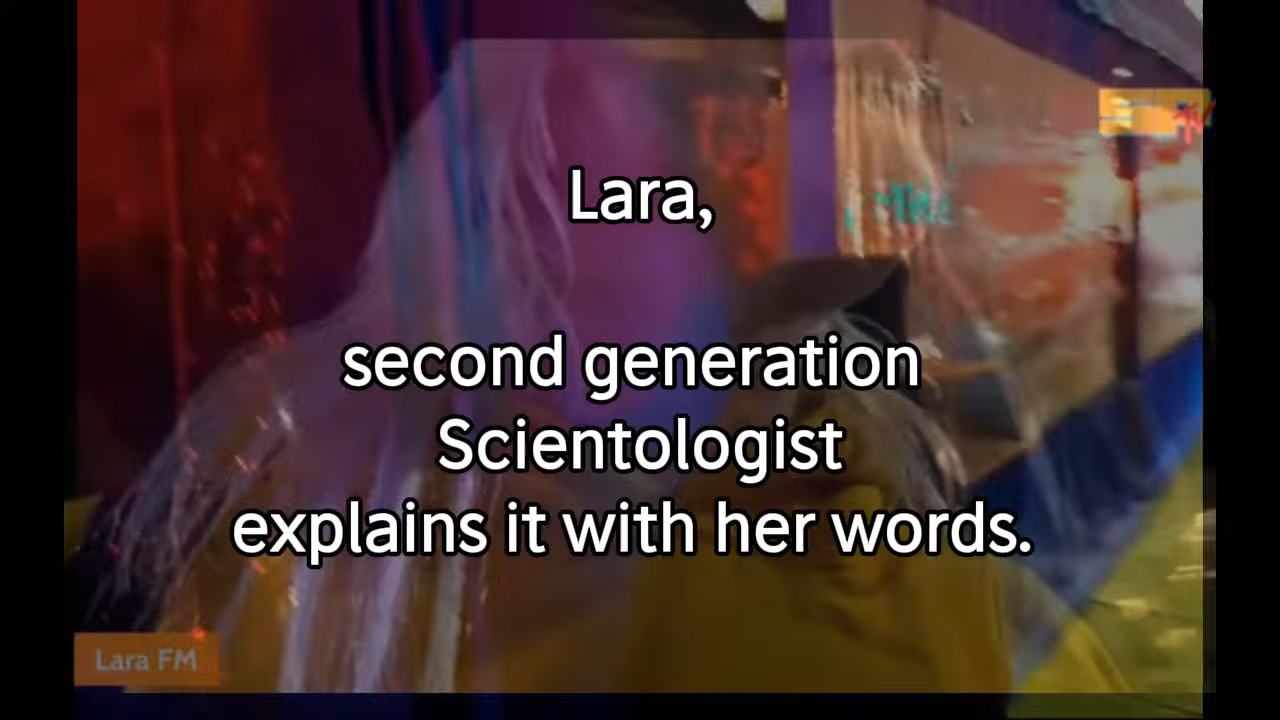 Lara,
second generation
Scientologist
explains it with her words.
Lara FM